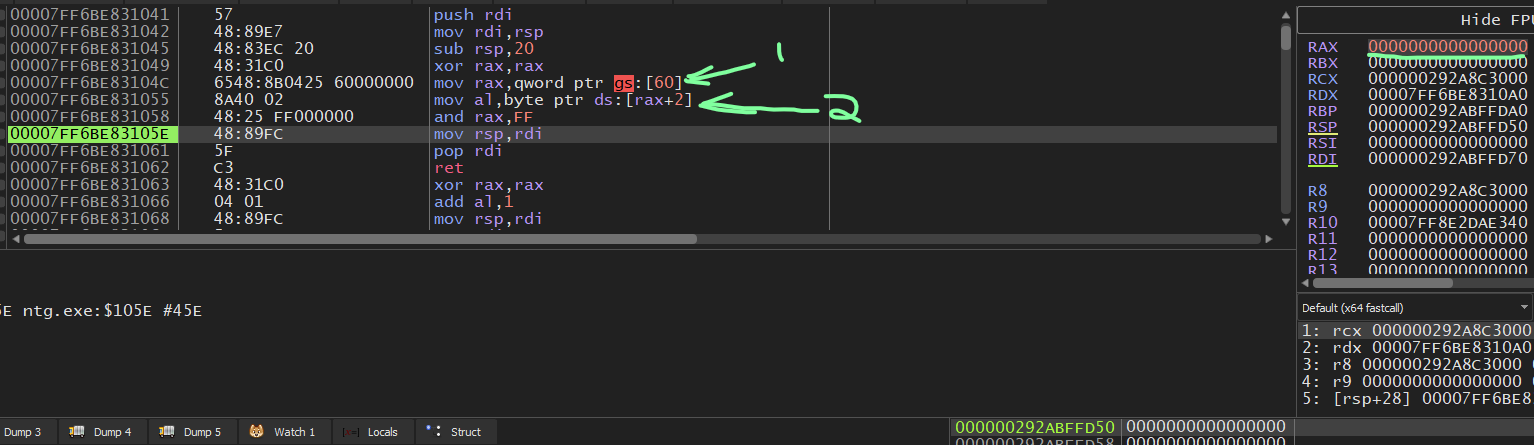 00007FF6BE831041 57 push rdi
Hide FPU
00007FF6BE831042 48:89E7 mov rdi,rsp
00007FF6BE831045 48:83EC 20 sub rsp,20
00007FF6BE831049 48:31C0 xor rax,rax
00007FF6BE83104C 6548:8B0425 60000000 mov rax,qword ptr gs:[60] 1
00007FF6BE831055 8A40 02 mov al,byte ptr ds:[rax+2] 2
00007FF6BE831058 48:25 FF000000 and rax,FF
00007FF6BE83105E 48:89FC mov rsp,rdi
00007FF6BE831061 5F pop rdi
00007FF6BE831062 C3 ret
00007FF6BE831063 48:31C0 xor rax,rax
00007FF6BE831066 04 01 add al,1
00007FF6BE831068 48:89FC mov rsp,rdi
RAX 0000000000000000
RBX 0000000000000000
RCX 000000292A8C3000
RDX 00007FF6BE8310A0
RBP 000000292ABFFDA0
RSP 000000292ABFFD50
RSI 0000000000000000
RDI 000000292ABFFD70
R8 000000292A8C3000
R9 0000000000000000
R10 00007FF8E2DAE340
R11 0000000000000000
R12 0000000000000000
R13 0000000000000000
Default (x64 fastcall)
1: rcx 000000292A8C3000
2: rdx 00007FF6BE8310A0
3: r8 000000292A8C3000
4: r9 0000000000000000
5: [rsp+28] 00007FF6BE8
5E ntg.exe:$105E #45E
Dump 3 Dump 4 Dump 5 Watch 1 Locals Struct
000000292ABFFD50 0000000000000000
000000292ABFFD58 0000000000000000